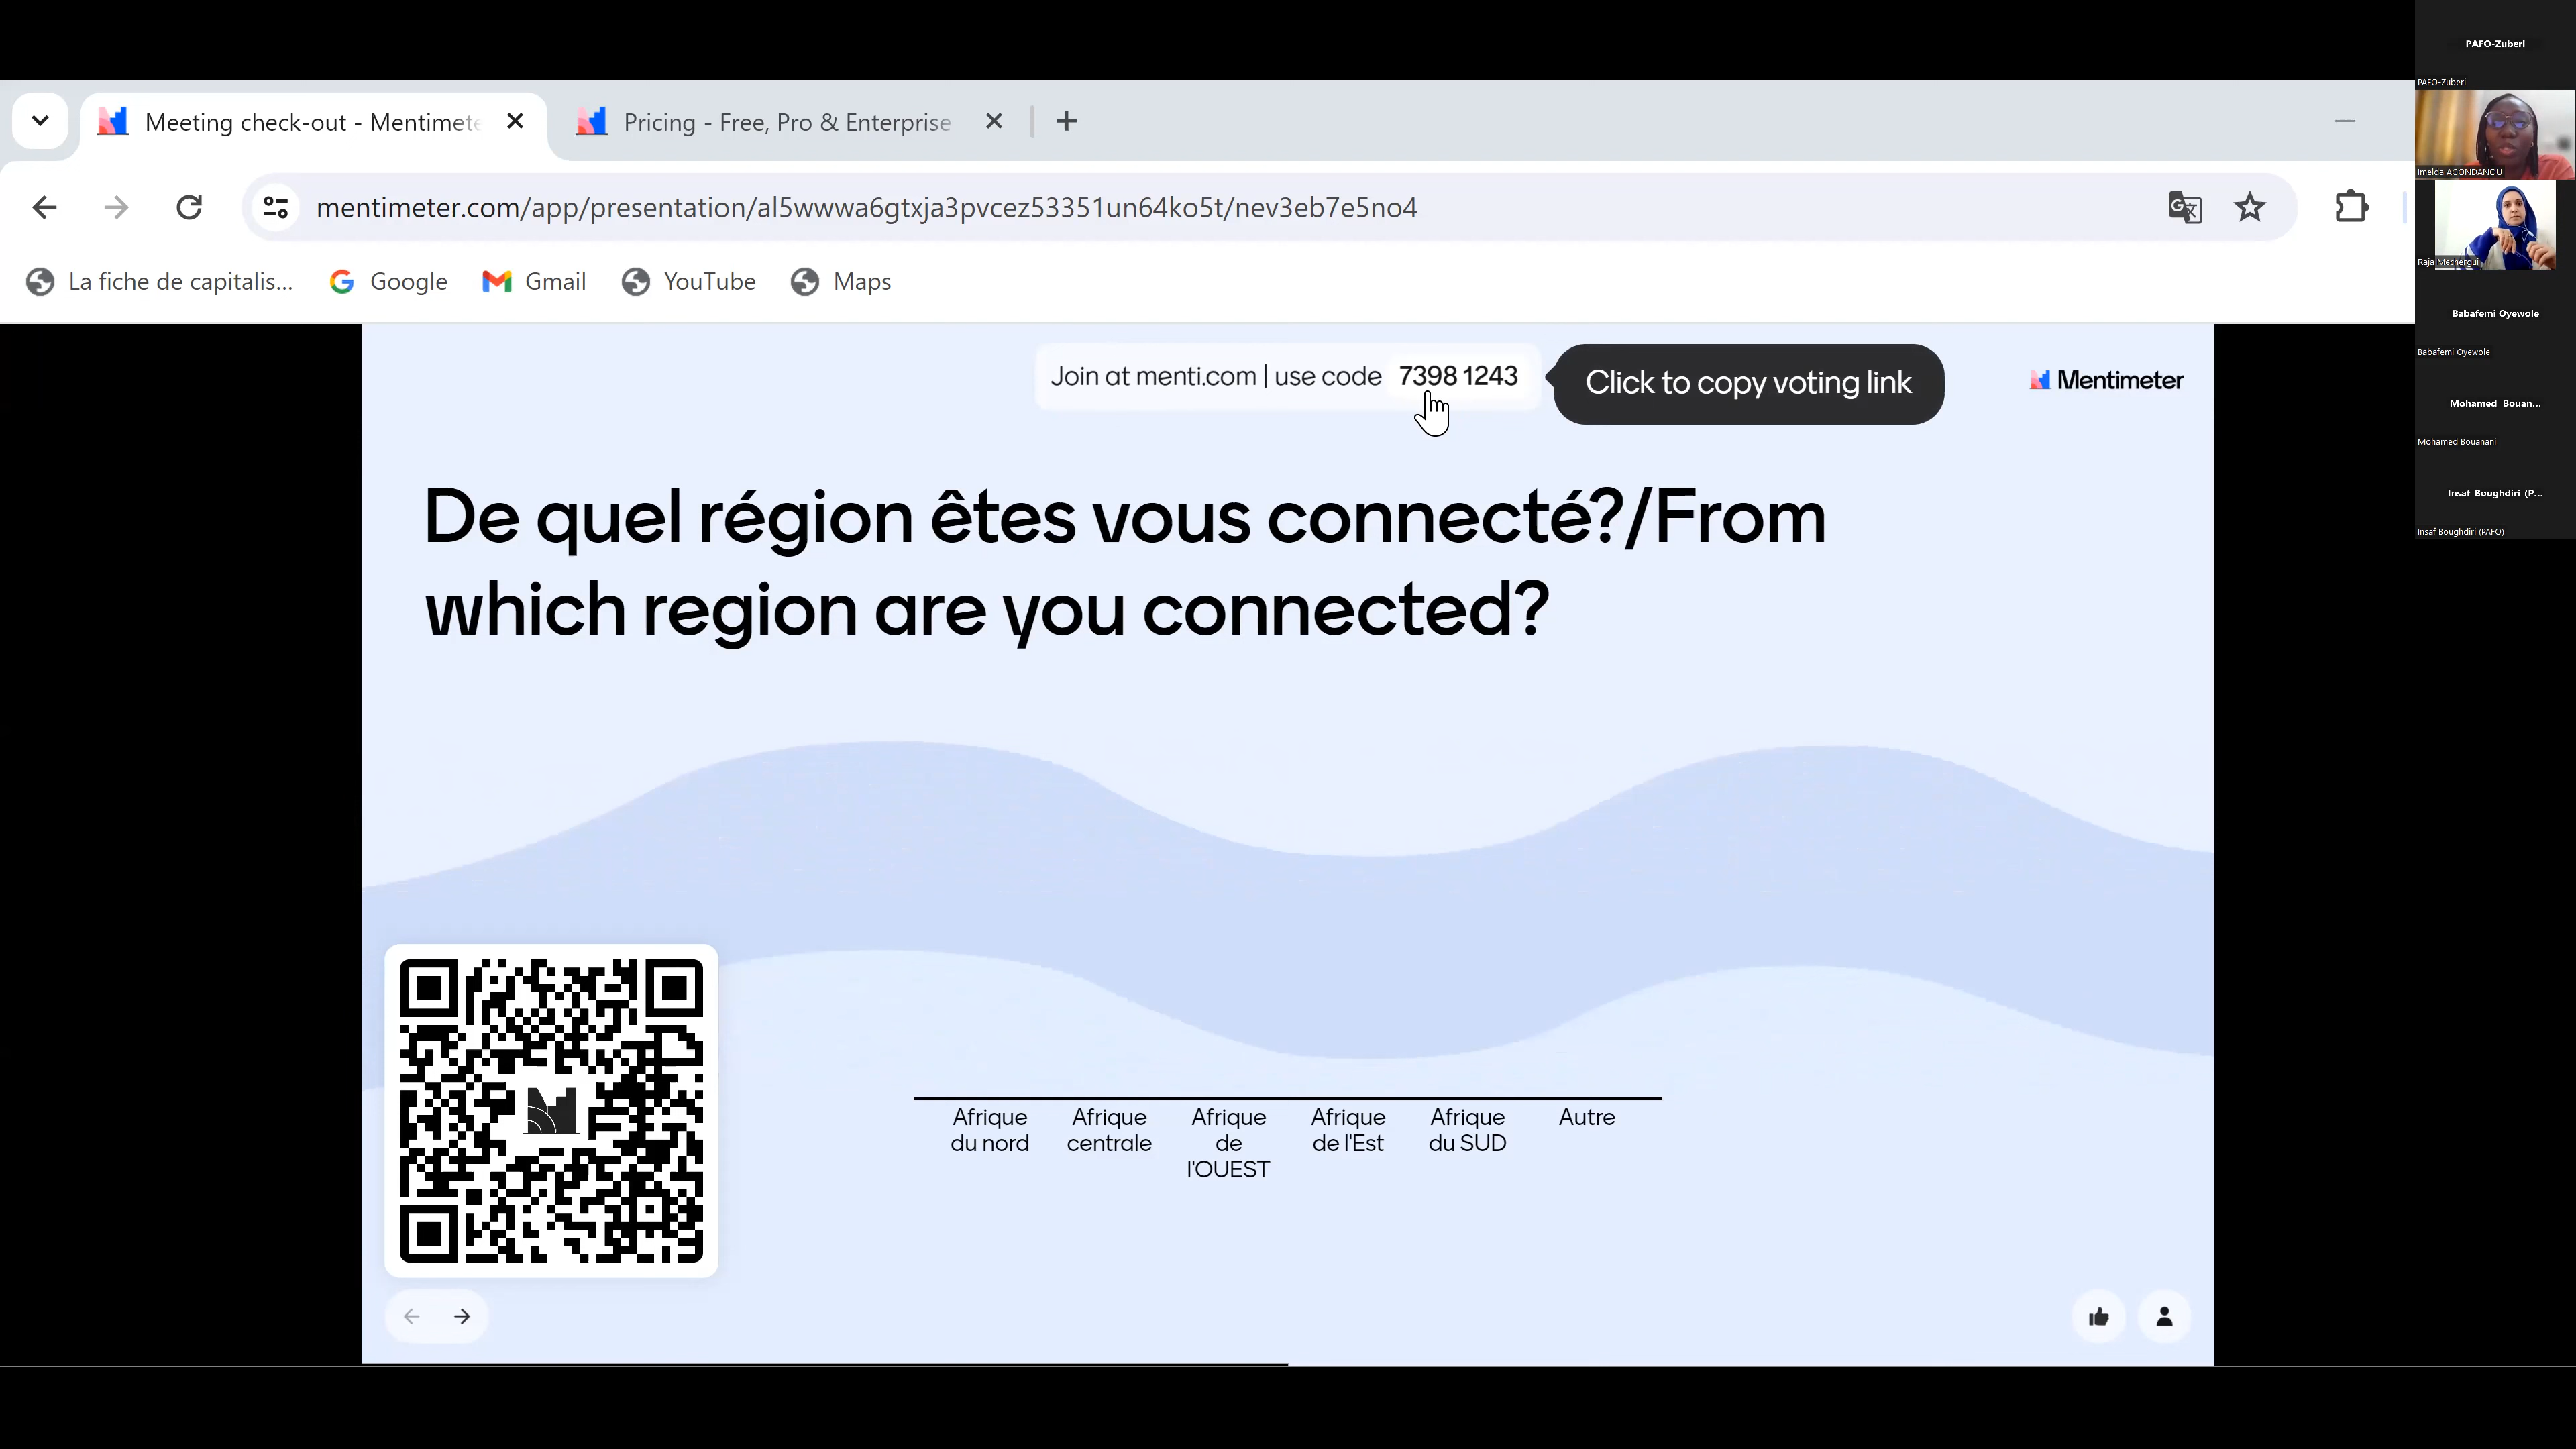 Meeting check-out - Mentimete
Pricing - Free, Pro & Enterprise
mentimeter.com/app/presentation/al5wwwa6gtxja3pvcez53351un64ko5t/nev3eb7e5no4
La fiche de capitalis...
Google
Gmail
YouTube
Maps
Join at menti.com | use code 7398 1243
Click to copy voting link
Mentimeter
De quel région êtes vous connecté?/From
which region are you connected?
Afrique
du nord
Afrique
centrale
Afrique
de
l'OUEST
Afrique
de l'Est
Afrique
du SUD
Autre
PAFO-Zuberi
PAFO-Zuberi
Imelda AGONDANOU
Raja Mechergui
Babafemi Oyewole
Babafemi Oyewole
Mohamed Bouan...
Mohamed Bouanani
Insaf Boughdiri (P...
Insaf Boughdiri (PAFO)